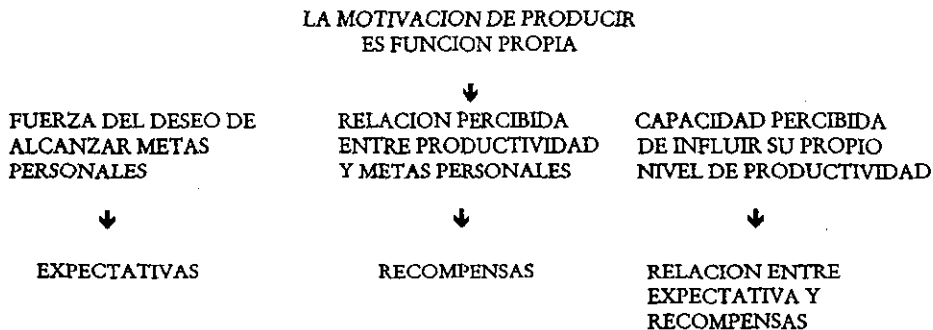 LA MOTIVACION DE PRODUCIR
ES FUNCION PROPIA
FUERZA DEL DESEO DE
ALCANZAR METAS
PERSONALES
RELACION PERCIBIDA
ENTRE PRODUCTIVIDAD
Y METAS PERSONALES
CAPACIDAD PERCIBIDA
DE INFLUIR SU PROPIO
NIVEL DE PRODUCTIVIDAD
EXPECTATIVAS
RECOMPENSAS
RELACION ENTRE
EXPECTATIVA Y
RECOMPENSAS